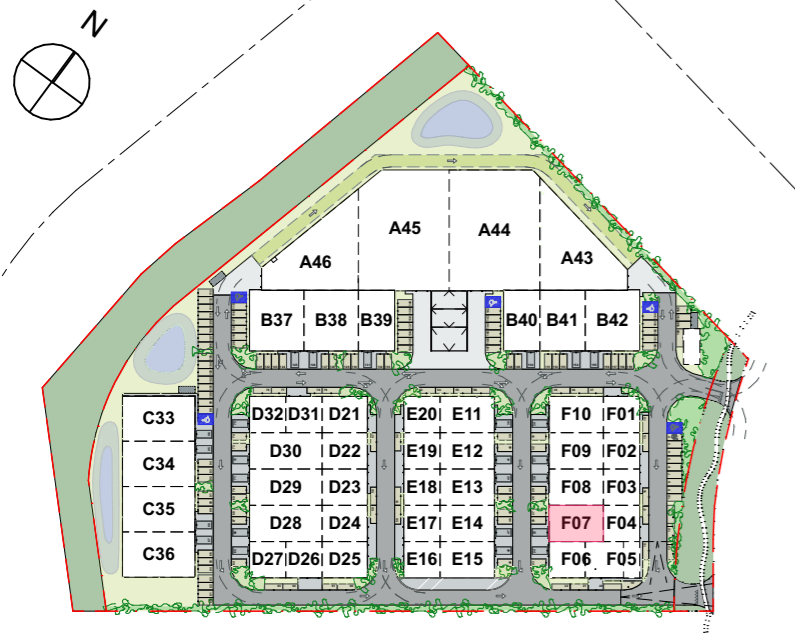 N
A45
A44
A46
A43
B37
B38
B39
B40
B41
B42
C33
C34
C35
C36
D32
D31
D21
D30
D22
D29
D23
D28
D24
D27
D26
D25
E20
E11
E19
E12
E18
E13
E17
E14
E16
E15
F10
F01
F09
F02
F08
F03
F07
F04
F06
F05